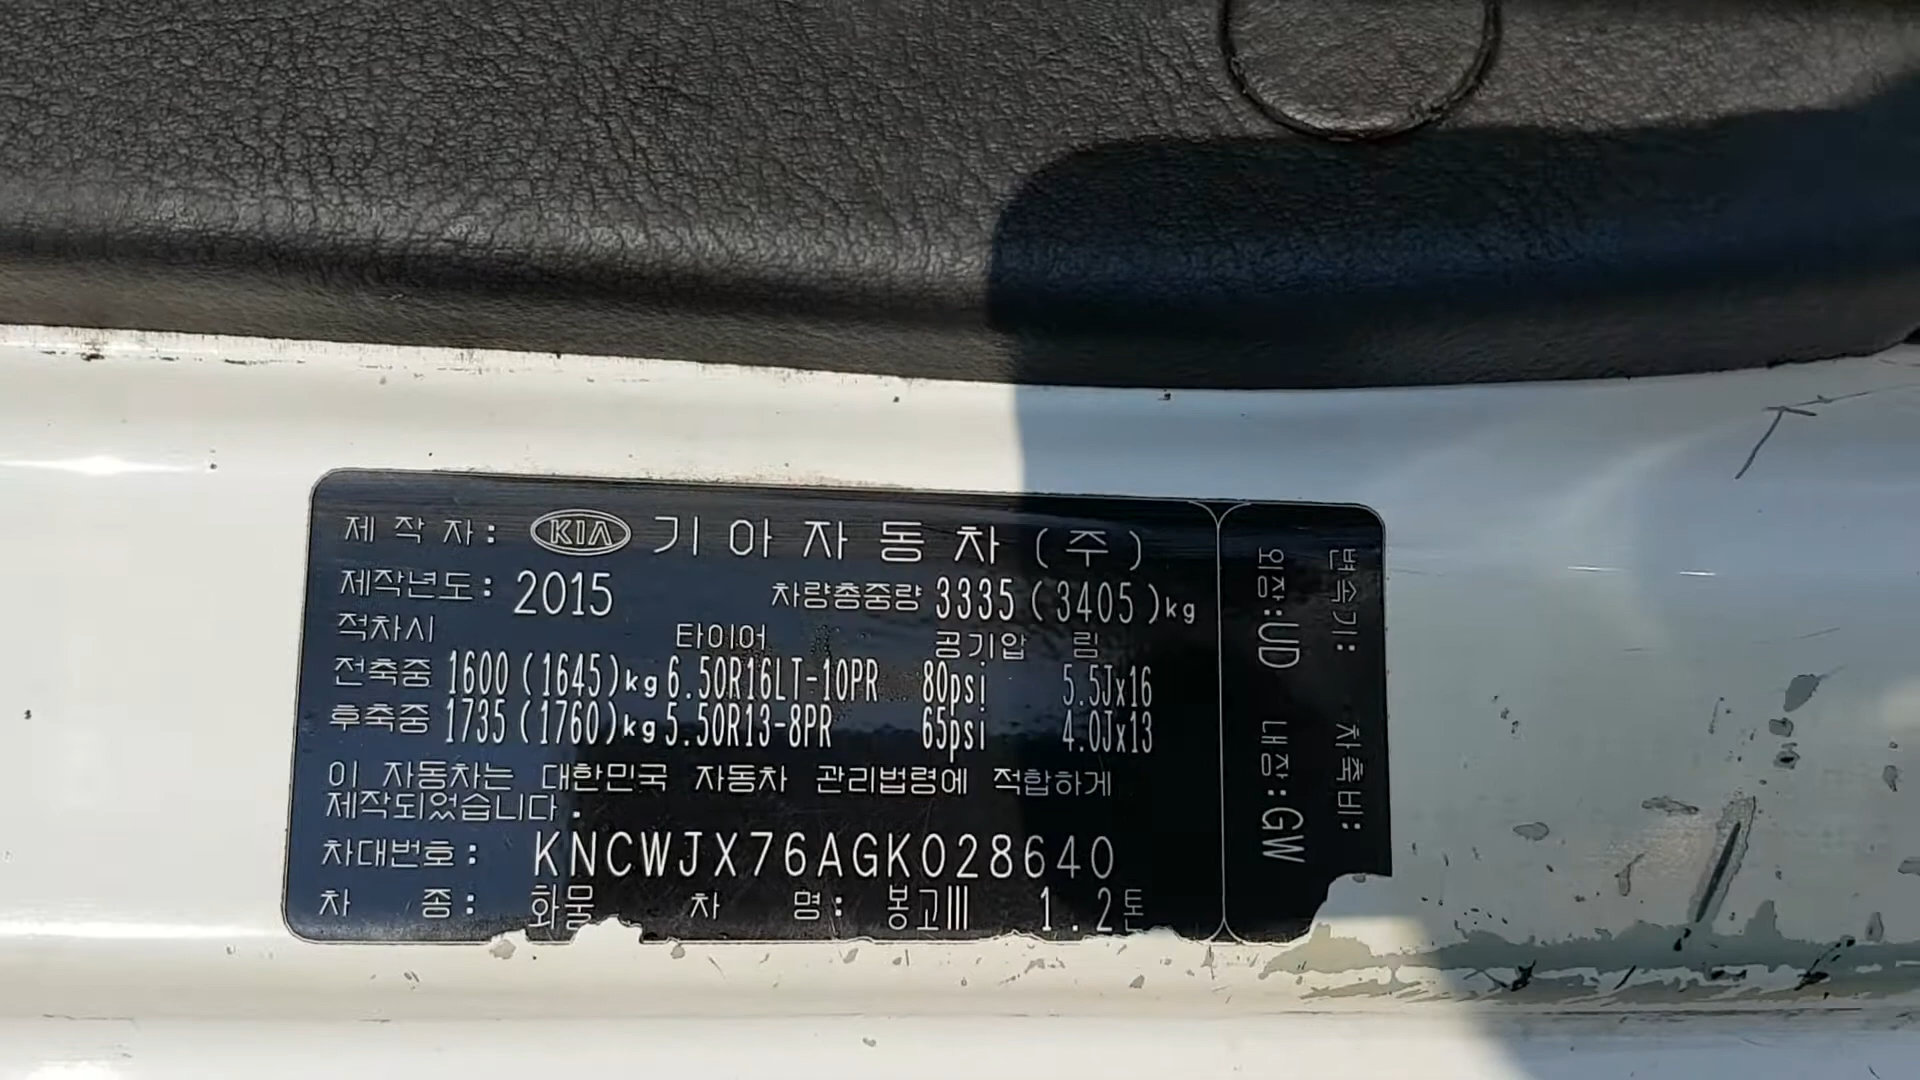 제작자: KIA 기아자동차(주)
제작년도: 2015 차량총중량 3335(3405)kg
적차시 타이어 공기압 림
전축중 1600(1645)kg 6.50R16LT-10PR 80psi 5.5Jx16
후축중 1735(1760)kg 5.50R13-8PR 65psi 4.0Jx13
이 자동차는 대한민국 자동차 관리법령에 적합하게
제작되었습니다.
차대번호: KNCWJX76AGK028640
차 종: 화물 차 명: 봉고III 1.2톤
변속기: 차축비:
외장:UD 내장:GW